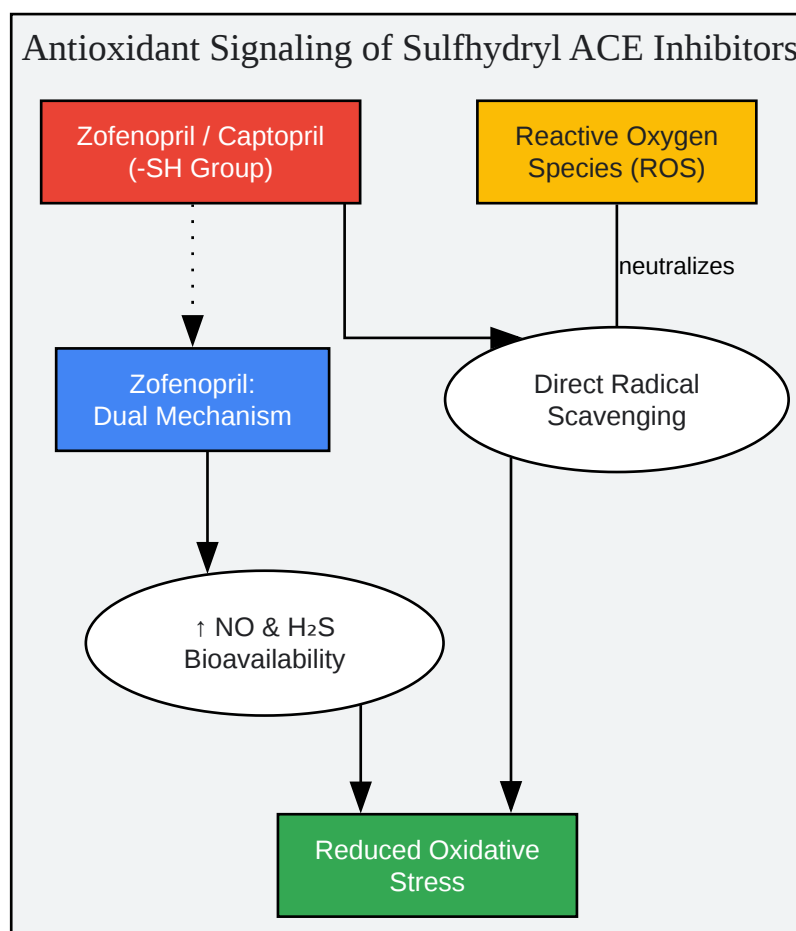 Antioxidant Signaling of Sulfhydryl ACE Inhibitors
Zofenopril / Captopril
(-SH Group)
Reactive Oxygen
Species (ROS)
neutralizes
Zofenopril:
Dual Mechanism
Direct Radical
Scavenging
↑ NO & H₂S
Bioavailability
Reduced Oxidative
Stress